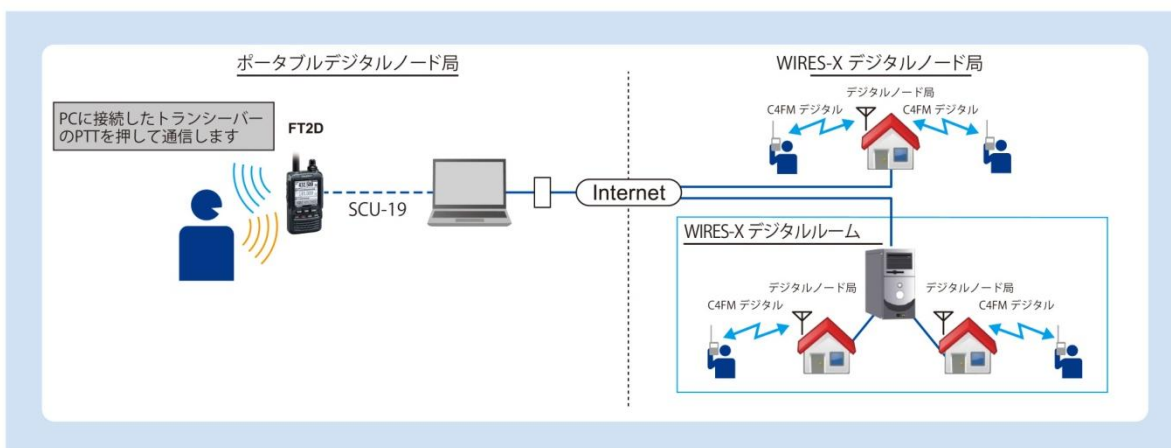 ポータブルデジタルノード局
PCに接続したトランシーバー
のPTTを押して通信します
FT2D
SCU-19
Internet
WIRES-X デジタルノード局
デジタルノード局
C4FM デジタル
C4FM デジタル
WIRES-X デジタルルーム
デジタルノード局
C4FM デジタル
デジタルノード局
C4FM デジタル